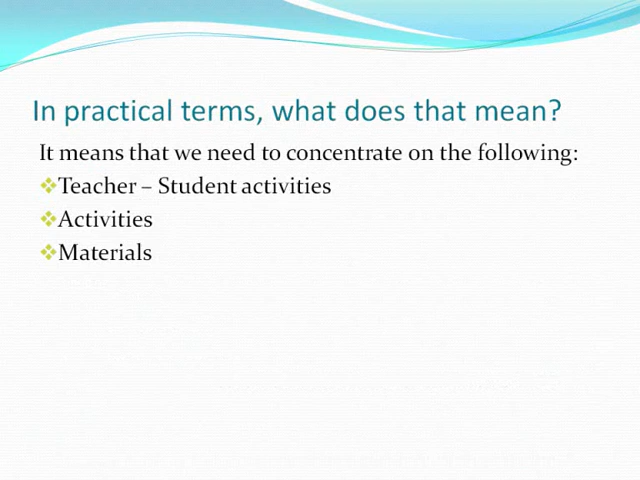 In practical terms, what does that mean?
It means that we need to concentrate on the following:
❖Teacher – Student activities
❖Activities
❖Materials